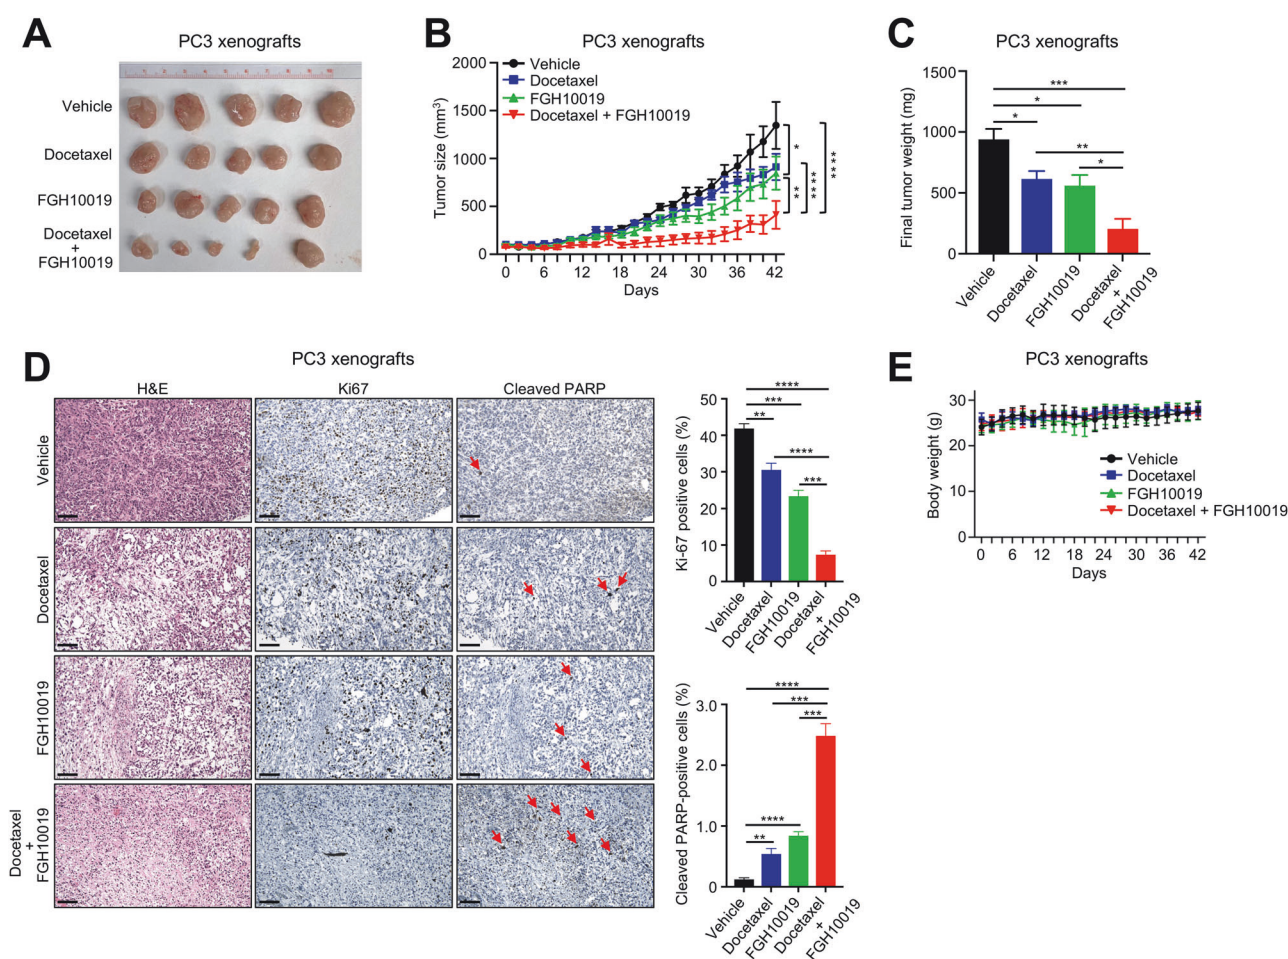 A
PC3 xenografts
Vehicle
Docetaxel
FGH10019
Docetaxel
+
FGH10019
B
PC3 xenografts
Vehicle
Docetaxel
FGH10019
Docetaxel + FGH10019
Tumor size (mm³)
2000
1500
1000
500
0
0
6
12
18
24
30
36
42
Days
*
**
****
****
C
PC3 xenografts
Final tumor weight (mg)
1500
1000
500
0
***
*
*
**
*
Vehicle
Docetaxel
FGH10019
Docetaxel
+
FGH10019
D
PC3 xenografts
H&E
Ki67
Cleaved PARP
Vehicle
Docetaxel
FGH10019
Docetaxel
+
FGH10019
Ki-67 positive cells (%)
50
40
30
20
10
0
****
***
**
****
***
Vehicle
Docetaxel
FGH10019
Docetaxel
+
FGH10019
Cleaved PARP-positive cells (%)
3.0
2.0
1.0
0
****
***
***
****
**
Vehicle
Docetaxel
FGH10019
Docetaxel
+
FGH10019
E
PC3 xenografts
Body weight (g)
30
20
10
0
Vehicle
Docetaxel
FGH10019
Docetaxel + FGH10019
0
6
12
18
24
30
36
42
Days